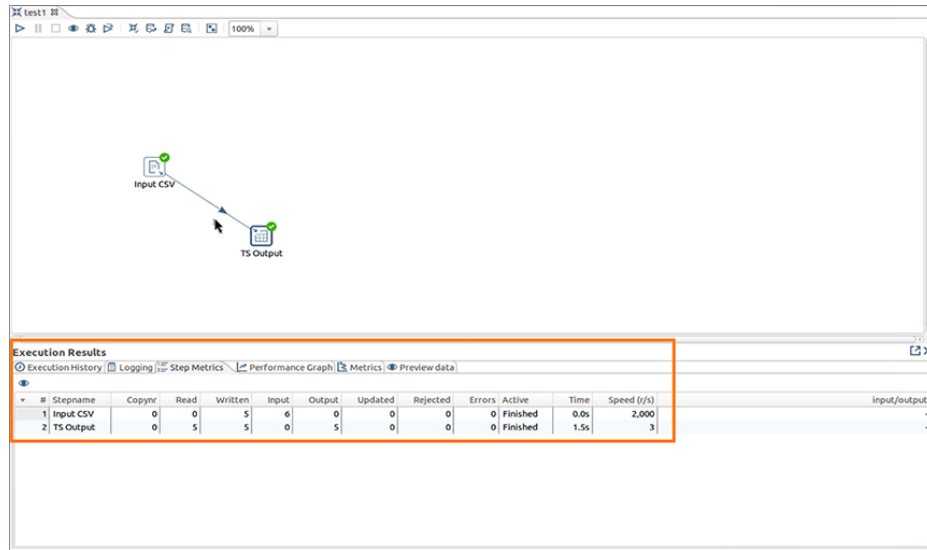 test1
100%
Input CSV
TS Output
Execution Results
Execution History Logging Step Metrics Performance Graph Metrics Preview data
# Stepname Copynr Read Written Input Output Updated Rejected Errors Active Time Speed (r/s) input/output
1 Input CSV 0 0 5 6 0 0 0 0 Finished 0.0s 2,000 -
2 TS Output 0 5 5 0 5 0 0 0 Finished 1.5s 3 -